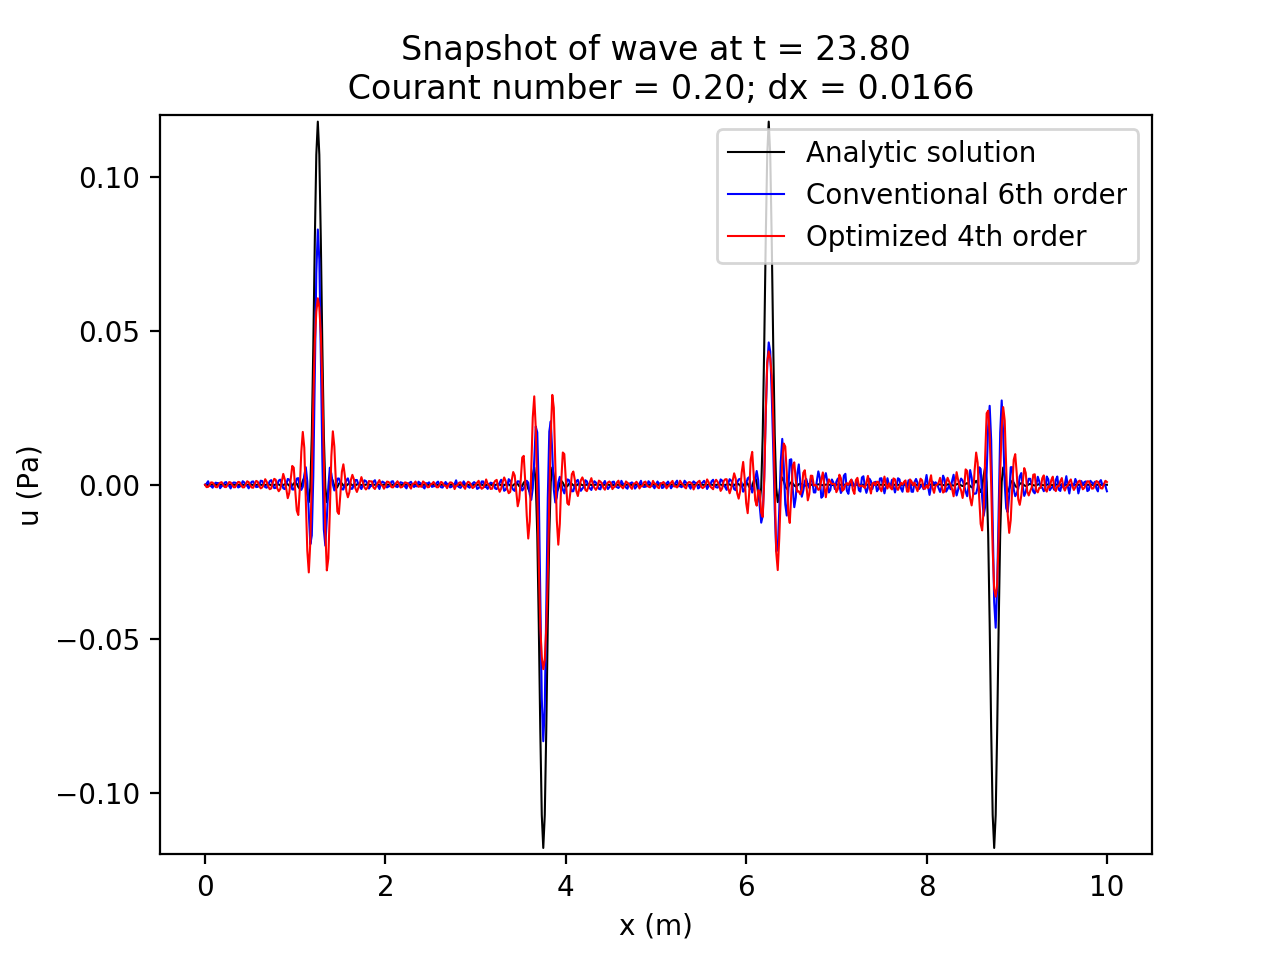 Snapshot of wave at t = 23.80
Courant number = 0.20; dx = 0.0166
Analytic solution
Conventional 6th order
Optimized 4th order
0.10
0.05
0.00
−0.05
−0.10
u (Pa)
0 2 4 6 8 10
x (m)